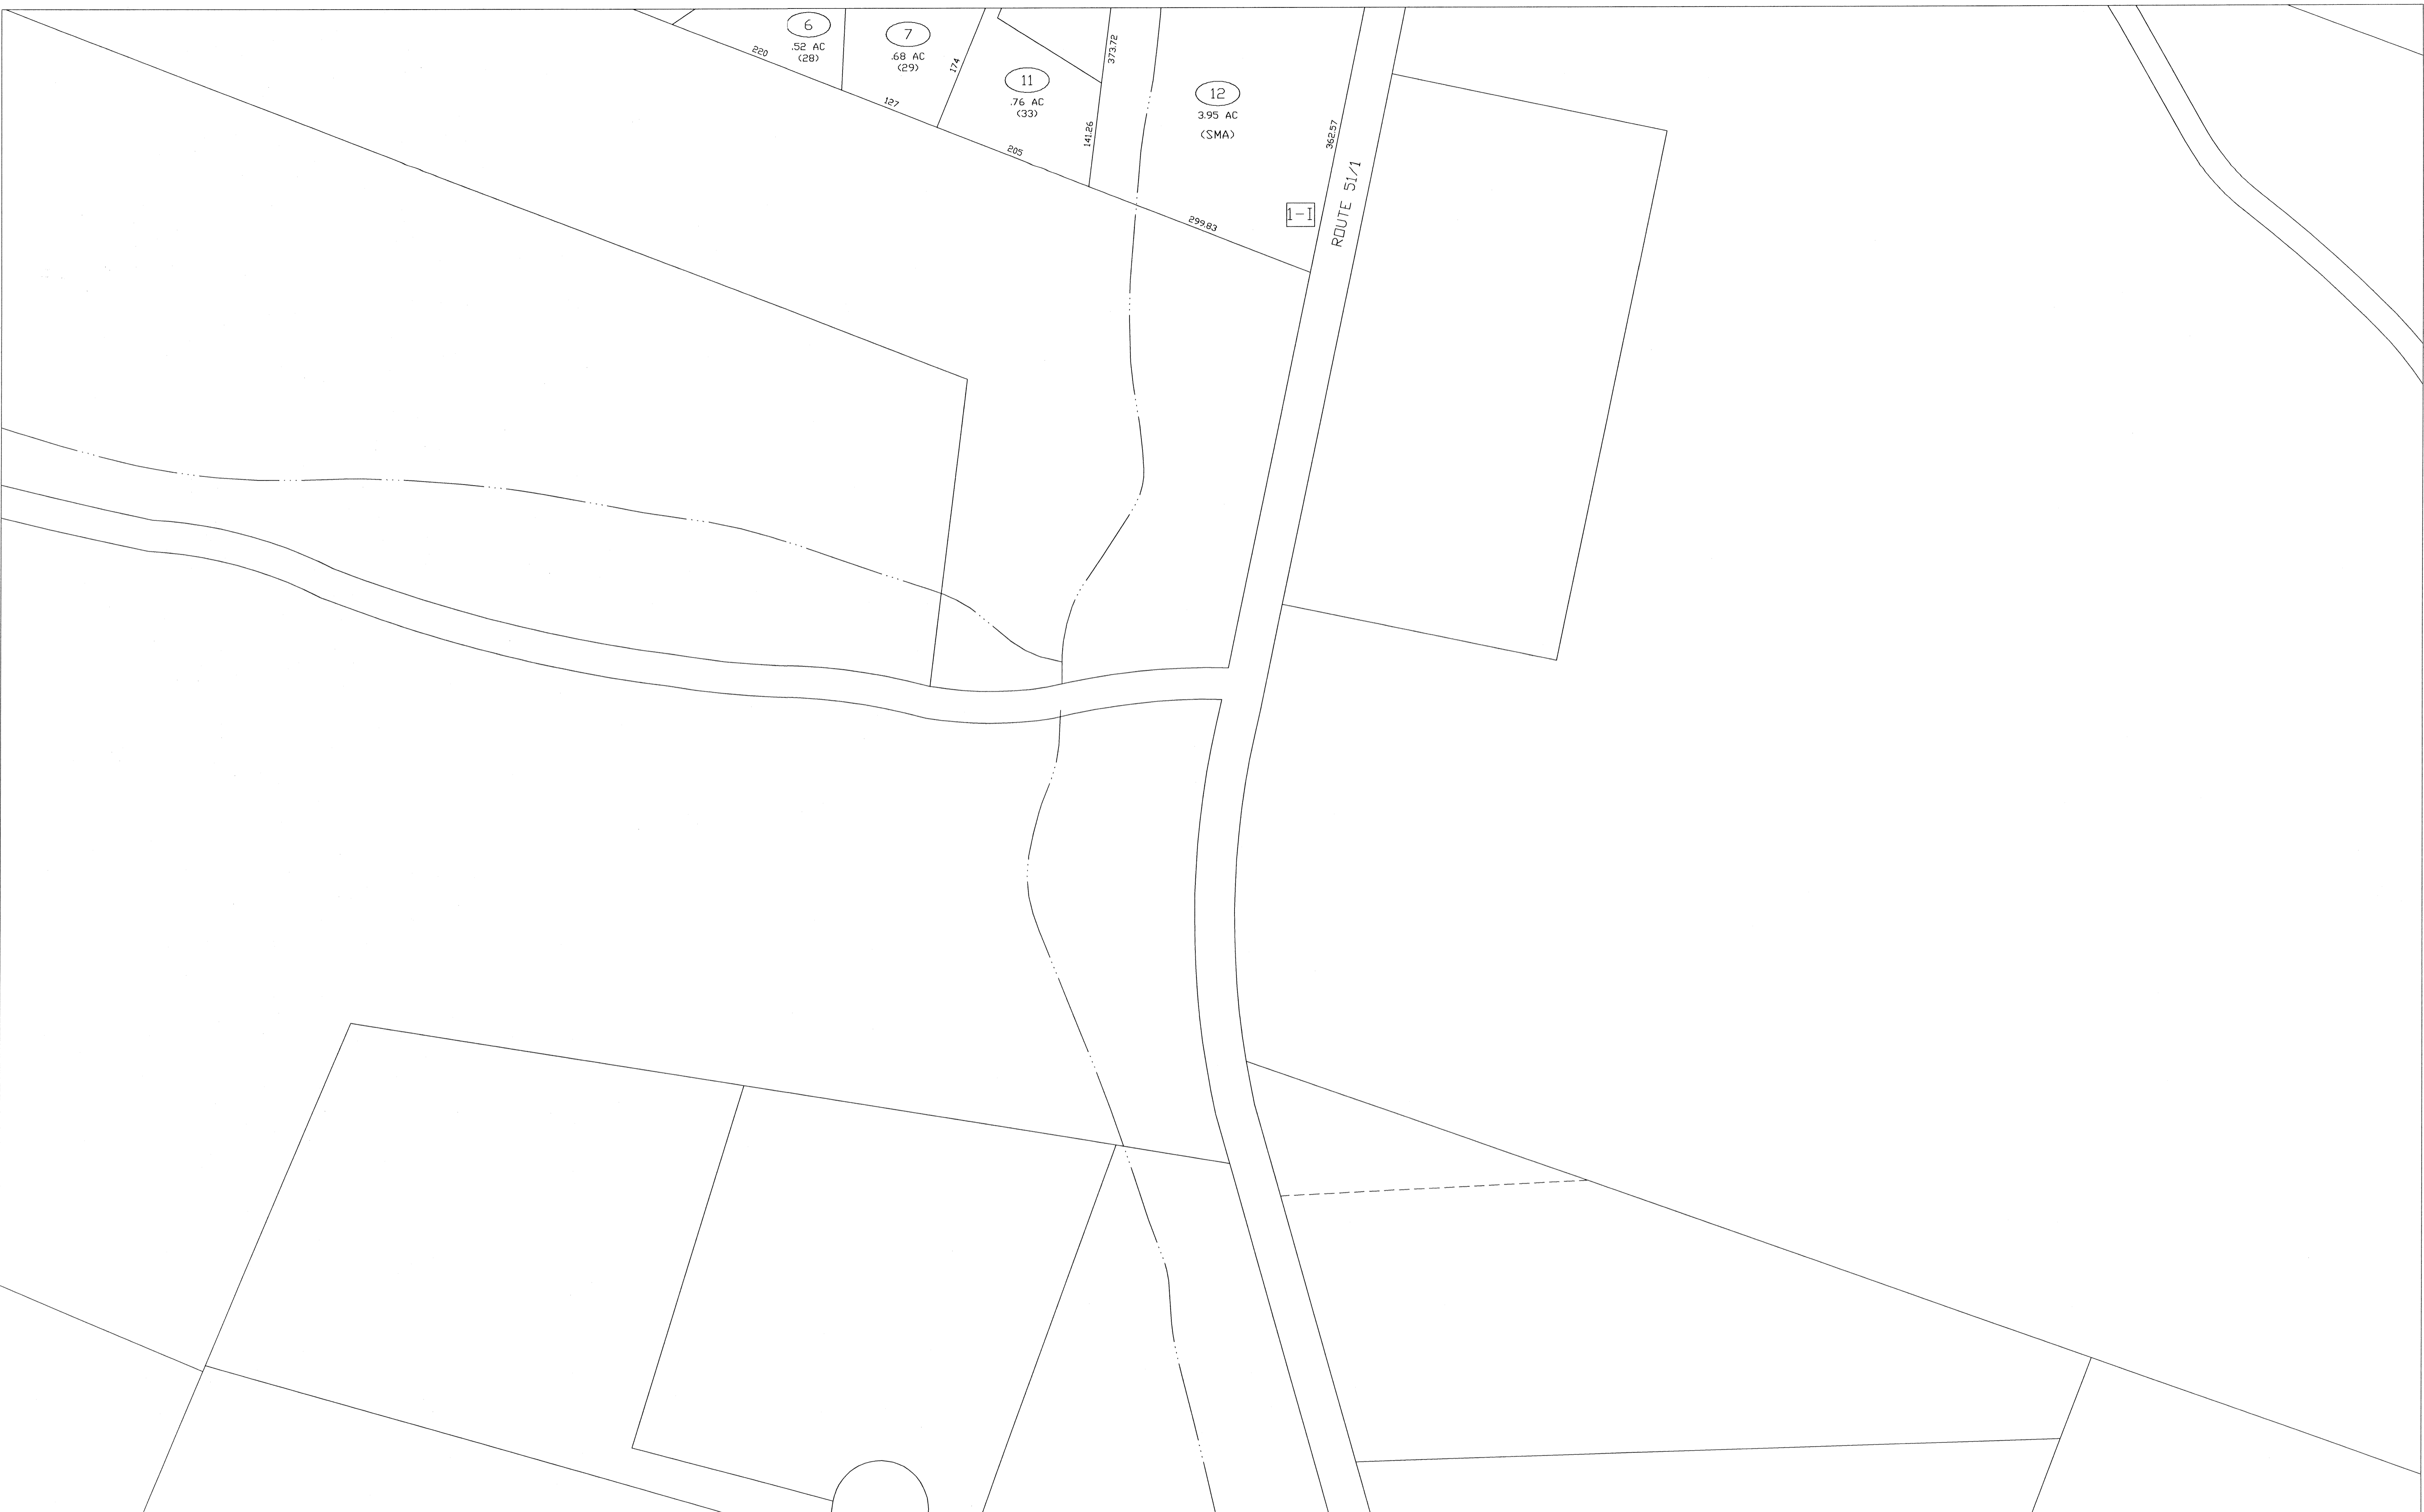 6
.52 AC
(28)
220
7
.68 AC
(29)
127
174
11
.76 AC
(33)
205
373.72
141.26
12
3.95 AC
(SMA)
299.83
362.57
1-I
ROUTE 51/1